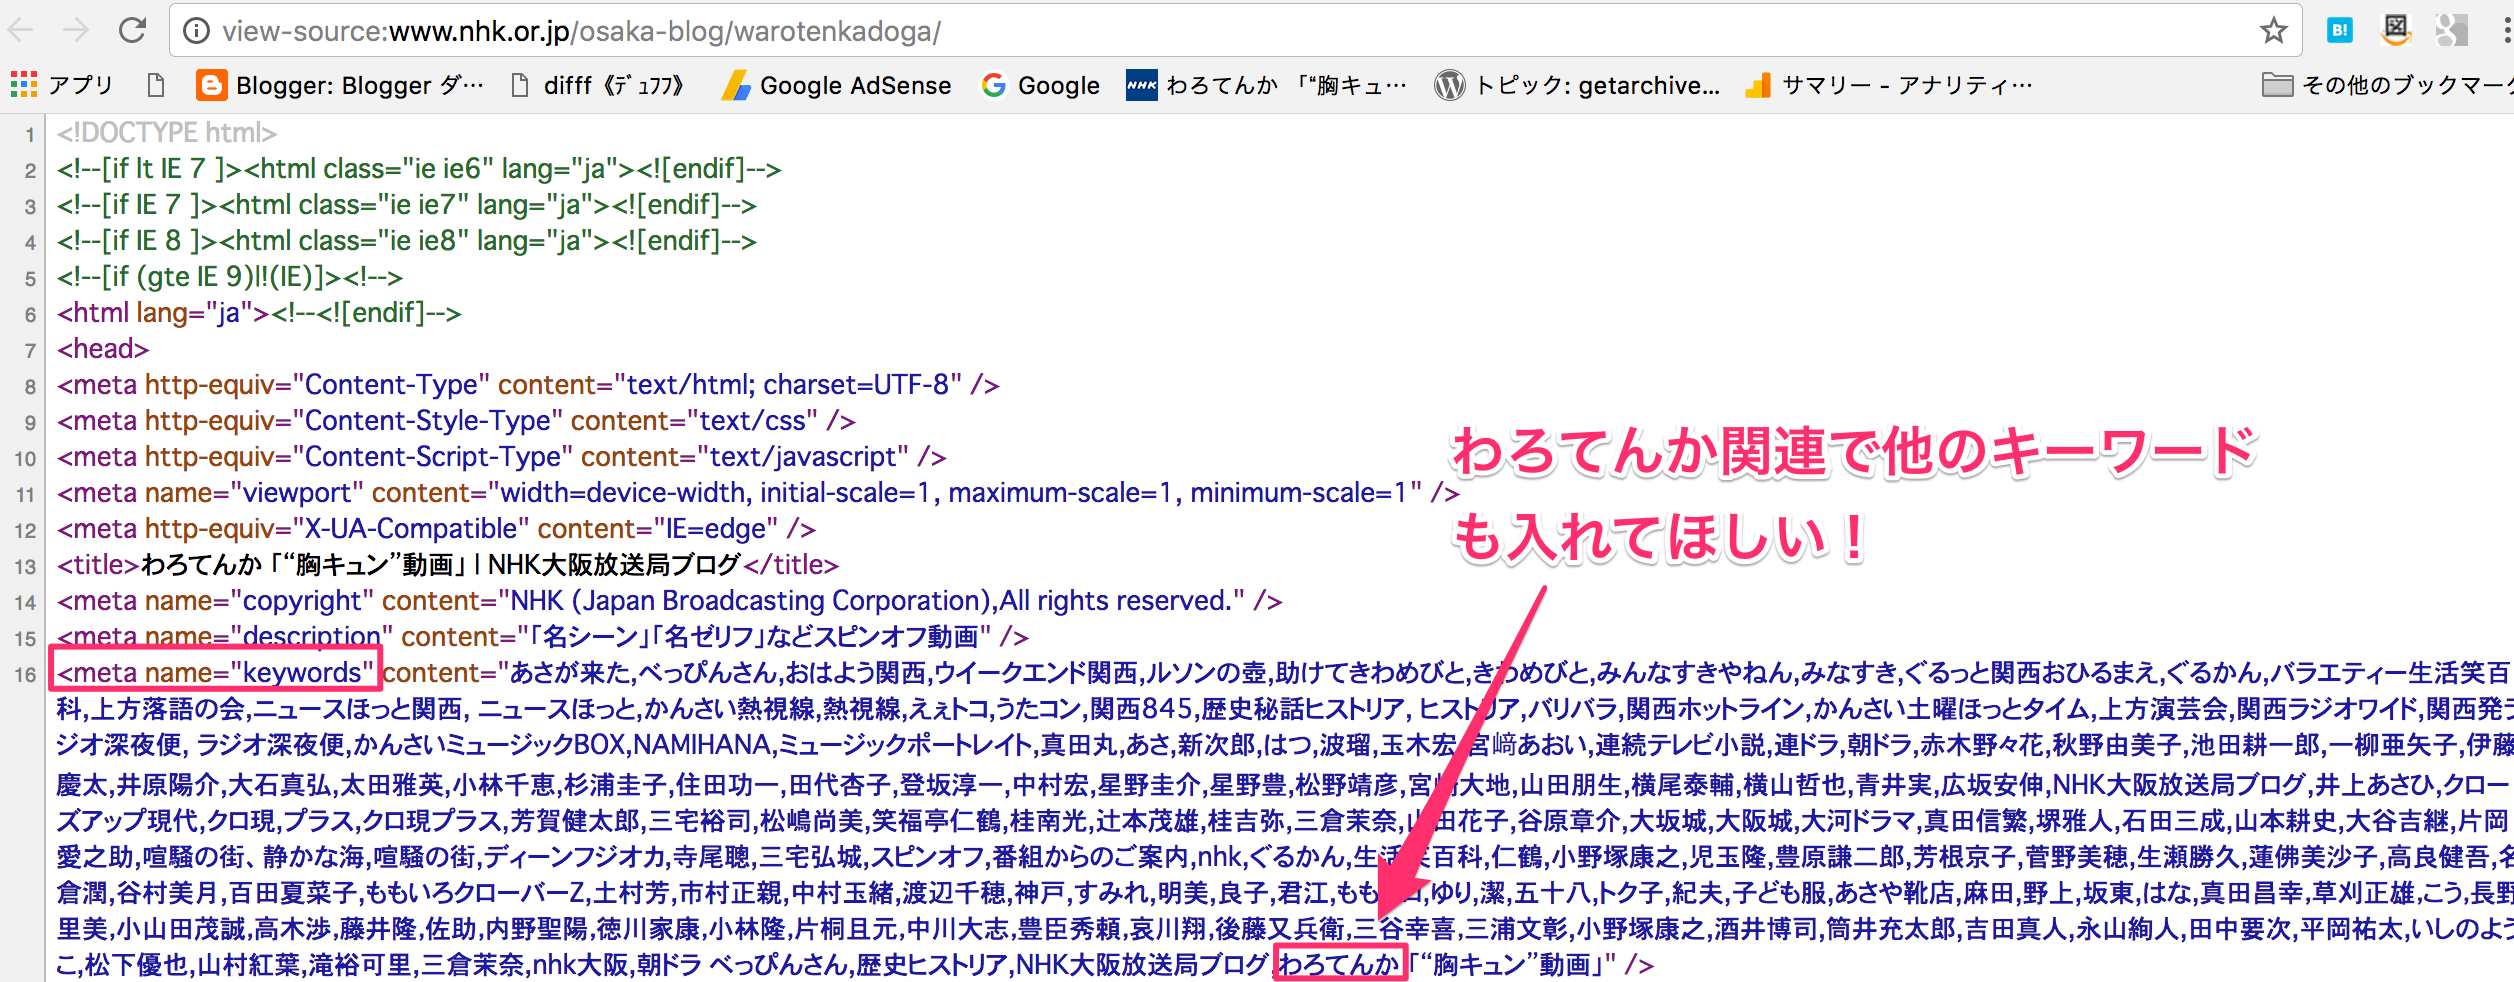 view-source:www.nhk.or.jp/osaka-blog/warotenkadoga/
B!
アプリ Blogger: Blogger ダ… difff《ﾃﾞｭﾌﾌ》 Google AdSense Google NHK わろてんか 「“胸キュ… トピック: getarchive... サマリー - アナリティ… その他のブックマーク
1 <!DOCTYPE html>
2 <!--[if lt IE 7 ]><html class="ie ie6" lang="ja"><![endif]-->
3 <!--[if IE 7 ]><html class="ie ie7" lang="ja"><![endif]-->
4 <!--[if IE 8 ]><html class="ie ie8" lang="ja"><![endif]-->
5 <!--[if (gte IE 9)|!(IE)]><!-->
6 <html lang="ja"><!--<![endif]-->
7 <head>
8 <meta http-equiv="Content-Type" content="text/html; charset=UTF-8" />
9 <meta http-equiv="Content-Style-Type" content="text/css" />
10 <meta http-equiv="Content-Script-Type" content="text/javascript" />
11 <meta name="viewport" content="width=device-width, initial-scale=1, maximum-scale=1, minimum-scale=1" />
12 <meta http-equiv="X-UA-Compatible" content="IE=edge" />
13 <title>わろてんか 「“胸キュン”動画」 | NHK大阪放送局ブログ</title>
14 <meta name="copyright" content="NHK (Japan Broadcasting Corporation),All rights reserved." />
15 <meta name="description" content="「名シーン」「名ゼリフ」などスピンオフ動画" />
16 <meta name="keywords" content="あさが来た,べっぴんさん,おはよう関西,ウイークエンド関西,ルソンの壺,助けてきわめびと,きわめびと,みんなすきやねん,みなすき,ぐるっと関西おひるまえ,ぐるかん,バラエティー生活笑百
科,上方落語の会,ニュースほっと関西, ニュースほっと,かんさい熱視線,熱視線,えぇトコ,うたコン,関西845,歴史秘話ヒストリア, ヒストリア,バリバラ,関西ホットライン,かんさい土曜ほっとタイム,上方演芸会,関西ラジオワイド,関西発ラ
ジオ深夜便, ラジオ深夜便,かんさいミュージックBOX,NAMIHANA,ミュージックポートレイト,真田丸,あさ,新次郎,はつ,波瑠,玉木宏,宮﨑あおい,連続テレビ小説,連ドラ,朝ドラ,赤木野々花,秋野由美子,池田耕一郎,一柳亜矢子,伊藤
慶太,井原陽介,大石真弘,太田雅英,小林千恵,杉浦圭子,住田功一,田代杏子,登坂淳一,中村宏,星野圭介,星野豊,松野靖彦,宮崎大地,山田朋生,横尾泰輔,横山哲也,青井実,広坂安伸,NHK大阪放送局ブログ,井上あさひ,クロー
ズアップ現代,クロ現,プラス,クロ現プラス,芳賀健太郎,三宅裕司,松嶋尚美,笑福亭仁鶴,桂南光,辻本茂雄,桂吉弥,三倉茉奈,山田花子,谷原章介,大坂城,大阪城,大河ドラマ,真田信繁,堺雅人,石田三成,山本耕史,大谷吉継,片岡
愛之助,喧騒の街、静かな海,喧騒の街,ディーンフジオカ,寺尾聰,三宅弘城,スピンオフ,番組からのご案内,nhk,ぐるかん,生活笑百科,仁鶴,小野塚康之,児玉隆,豊原謙二郎,芳根京子,菅野美穂,生瀬勝久,蓮佛美沙子,高良健吾,名
倉潤,谷村美月,百田夏菜子,ももいろクローバーZ,土村芳,市村正親,中村玉緒,渡辺千穂,神戸,すみれ,明美,良子,君江,ももクロ,ゆり,潔,五十八,トク子,紀夫,子ども服,あさや靴店,麻田,野上,坂東,はな,真田昌幸,草刈正雄,こう,長野
里美,小山田茂誠,高木渉,藤井隆,佐助,内野聖陽,徳川家康,小林隆,片桐且元,中川大志,豊臣秀頼,哀川翔,後藤又兵衛,三谷幸喜,三浦文彰,小野塚康之,酒井博司,筒井充太郎,吉田真人,永山絢人,田中要次,平岡祐太,いしのよう
こ,松下優也,山村紅葉,滝裕可里,三倉茉奈,nhk大阪,朝ドラ べっぴんさん,歴史ヒストリア,NHK大阪放送局ブログ,わろてんか 「“胸キュン”動画」" />
わろてんか関連で他のキーワード
も入れてほしい！